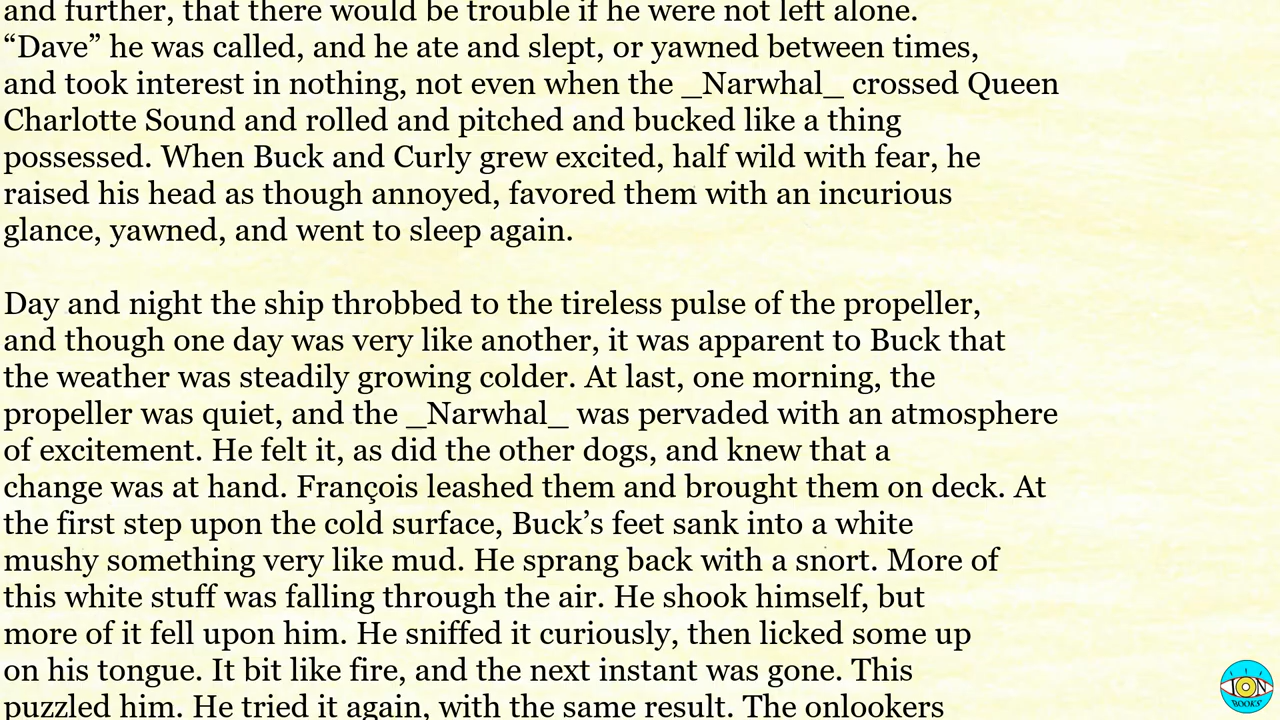 and further, that there would be trouble if he were not left alone.
“Dave” he was called, and he ate and slept, or yawned between times,
and took interest in nothing, not even when the _Narwhal_ crossed Queen
Charlotte Sound and rolled and pitched and bucked like a thing
possessed. When Buck and Curly grew excited, half wild with fear, he
raised his head as though annoyed, favored them with an incurious
glance, yawned, and went to sleep again.
Day and night the ship throbbed to the tireless pulse of the propeller,
and though one day was very like another, it was apparent to Buck that
the weather was steadily growing colder. At last, one morning, the
propeller was quiet, and the _Narwhal_ was pervaded with an atmosphere
of excitement. He felt it, as did the other dogs, and knew that a
change was at hand. François leashed them and brought them on deck. At
the first step upon the cold surface, Buck’s feet sank into a white
mushy something very like mud. He sprang back with a snort. More of
this white stuff was falling through the air. He shook himself, but
more of it fell upon him. He sniffed it curiously, then licked some up
on his tongue. It bit like fire, and the next instant was gone. This
puzzled him. He tried it again, with the same result. The onlookers
ION
BOOKS